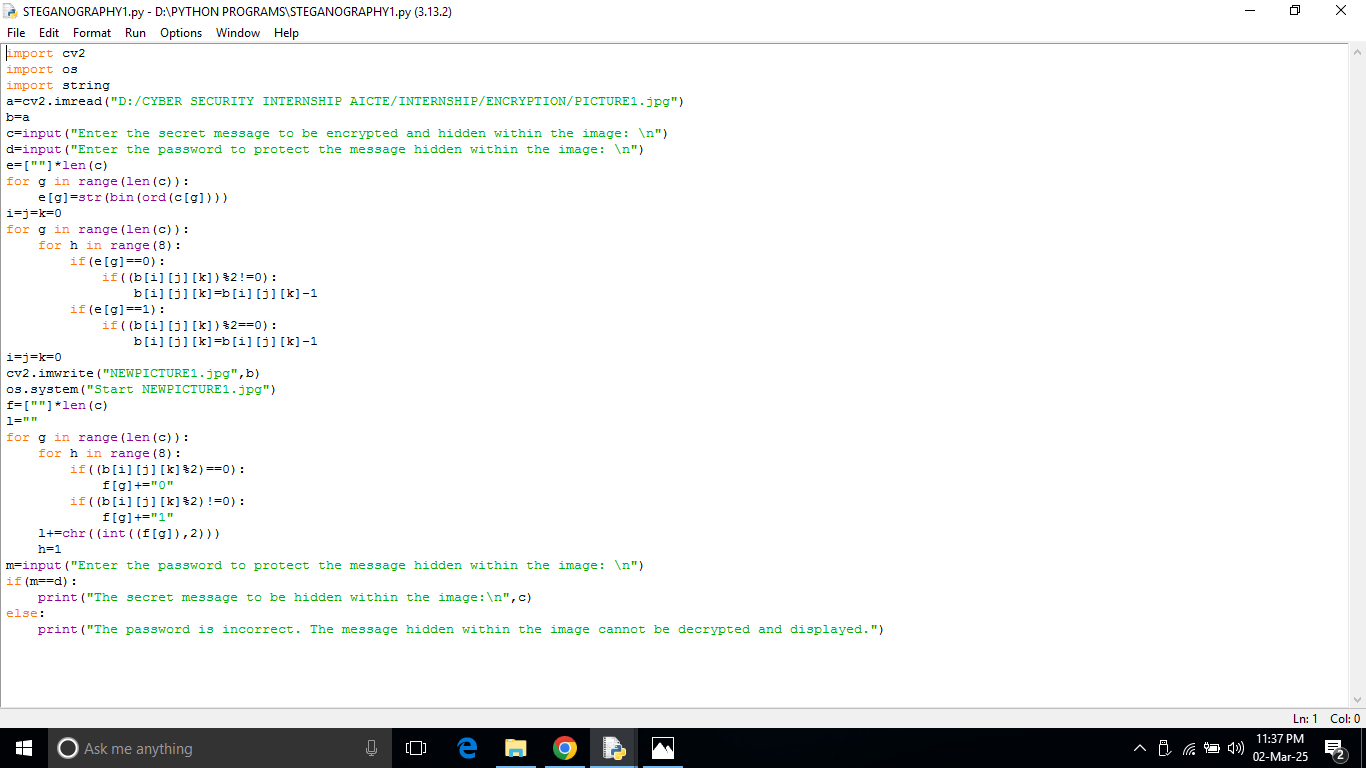 STEGANOGRAPHY1.py - D:\PYTHON PROGRAMS\STEGANOGRAPHY1.py (3.13.2)
File Edit Format Run Options Window Help
import cv2
import os
import string
a=cv2.imread("D:/CYBER SECURITY INTERNSHIP AICTE/INTERNSHIP/ENCRYPTION/PICTURE1.jpg")
b=a
c=input("Enter the secret message to be encrypted and hidden within the image: \n")
d=input("Enter the password to protect the message hidden within the image: \n")
e=[""]*len(c)
for g in range(len(c)):
    e[g]=str(bin(ord(c[g])))
i=j=k=0
for g in range(len(c)):
    for h in range(8):
        if(e[g]==0):
            if((b[i][j][k])%2!=0):
                b[i][j][k]=b[i][j][k]-1
        if(e[g]==1):
            if((b[i][j][k])%2==0):
                b[i][j][k]=b[i][j][k]-1
i=j=k=0
cv2.imwrite("NEWPICTURE1.jpg",b)
os.system("Start NEWPICTURE1.jpg")
f=[""]*len(c)
l=""
for g in range(len(c)):
    for h in range(8):
        if((b[i][j][k]%2)==0):
            f[g]+="0"
        if((b[i][j][k]%2)!=0):
            f[g]+="1"
    l+=chr((int((f[g]),2)))
    h=1
m=input("Enter the password to protect the message hidden within the image: \n")
if(m==d):
    print("The secret message to be hidden within the image:\n",c)
else:
    print("The password is incorrect. The message hidden within the image cannot be decrypted and displayed.")
Ln: 1 Col: 0
Ask me anything
11:37 PM
02-Mar-25
2